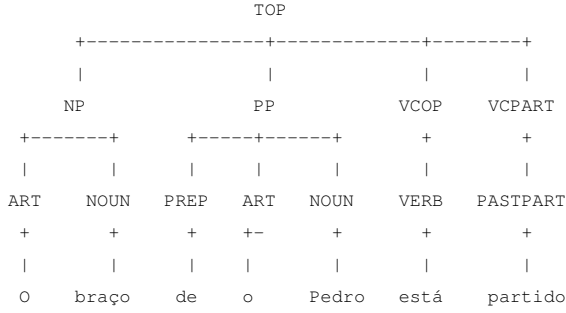 TOP
+----------------+-------------+--------+
| | | |
NP PP VCOP VCPART
+-------+ +-----+------+ + +
| | | | | | |
ART NOUN PREP ART NOUN VERB PASTPART
+ + + +- + + +
| | | | | | |
O braço de o Pedro está partido